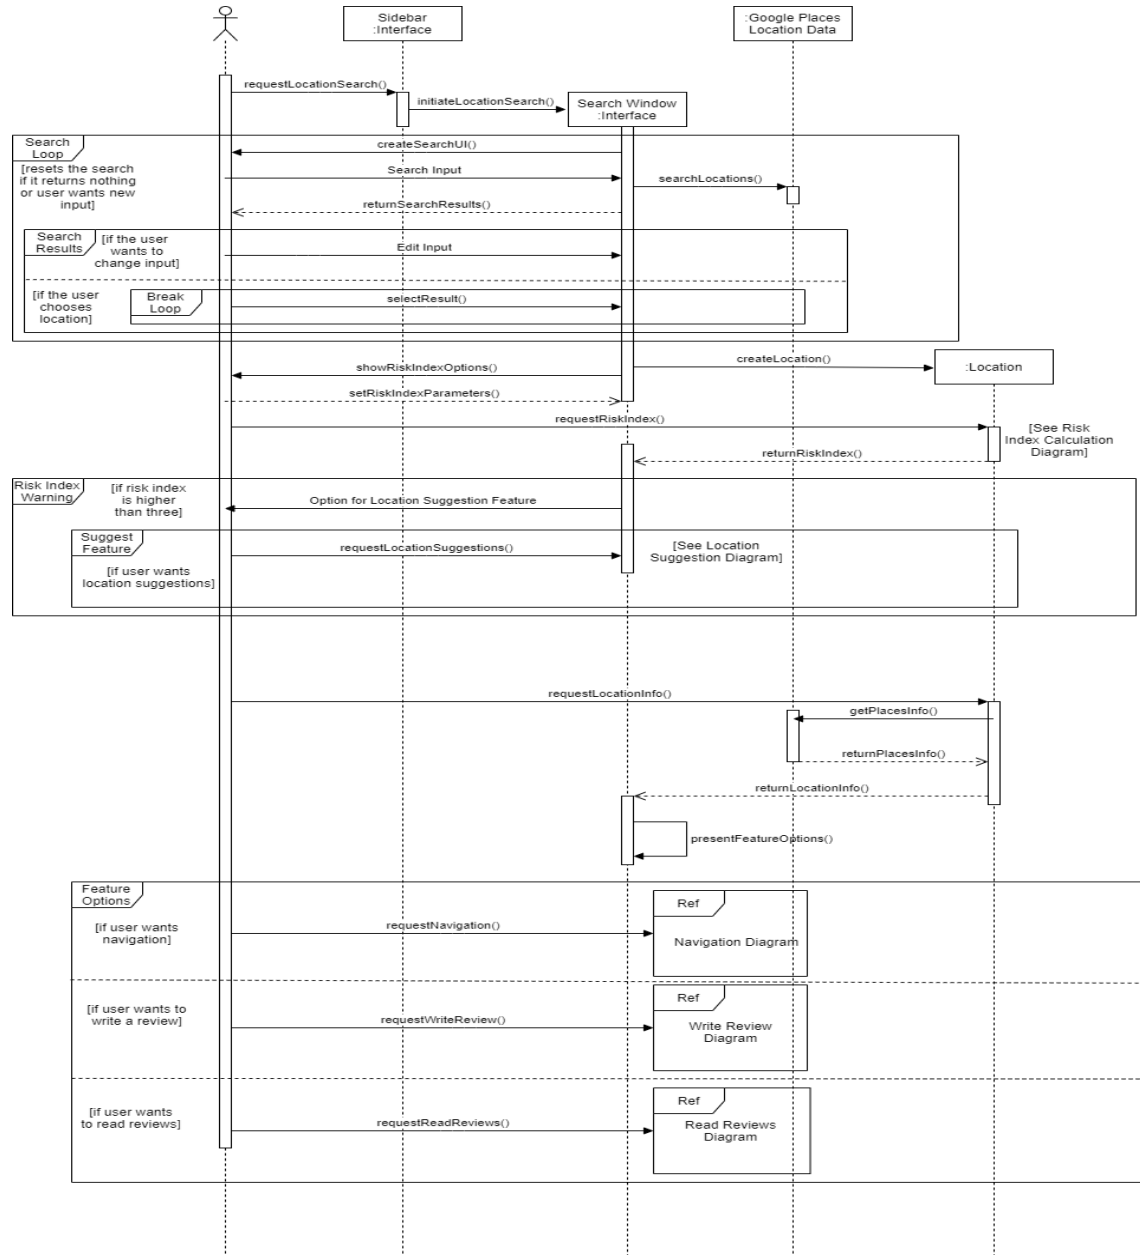 Sidebar
:Interface
:Google Places
Location Data
requestLocationSearch()
initiateLocationSearch()
Search Window
:Interface
Search
Loop
[resets the search
if it returns nothing
or user wants new
input]
createSearchUI()
Search Input
searchLocations()
returnSearchResults()
Search
Results
[if the user
wants to
change input]
Edit Input
[if the user
chooses
location]
Break
Loop
selectResult()
createLocation()
:Location
showRiskIndexOptions()
setRiskIndexParameters()
requestRiskIndex()
[See Risk
Index Calculation
Diagram]
returnRiskIndex()
Risk Index
Warning
[if risk index
is higher
than three]
Option for Location Suggestion Feature
Suggest
Feature
[if user wants
location suggestions]
requestLocationSuggestions()
[See Location
Suggestion Diagram]
requestLocationInfo()
getPlacesInfo()
returnPlacesInfo()
returnLocationInfo()
presentFeatureOptions()
Feature
Options
[if user wants
navigation]
requestNavigation()
Ref
Navigation Diagram
[if user wants to
write a review]
requestWriteReview()
Ref
Write Review
Diagram
[if user wants
to read reviews]
requestReadReviews()
Ref
Read Reviews
Diagram